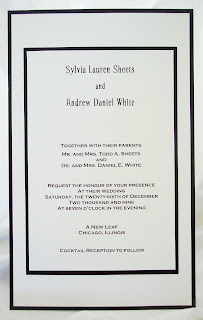 Sylvia Lauren Sheets
and
Andrew Daniel White
Together with their parents
Mr. and Mrs. Todd A. Sheets
and
Dr. and Mrs. Daniel E. White
Request the honour of your presence
At their wedding
Saturday, the twenty-sixth of December
Two thousand and nine
At seven o'clock in the evening
A New Leaf
Chicago, Illinois
Cocktail Reception to follow